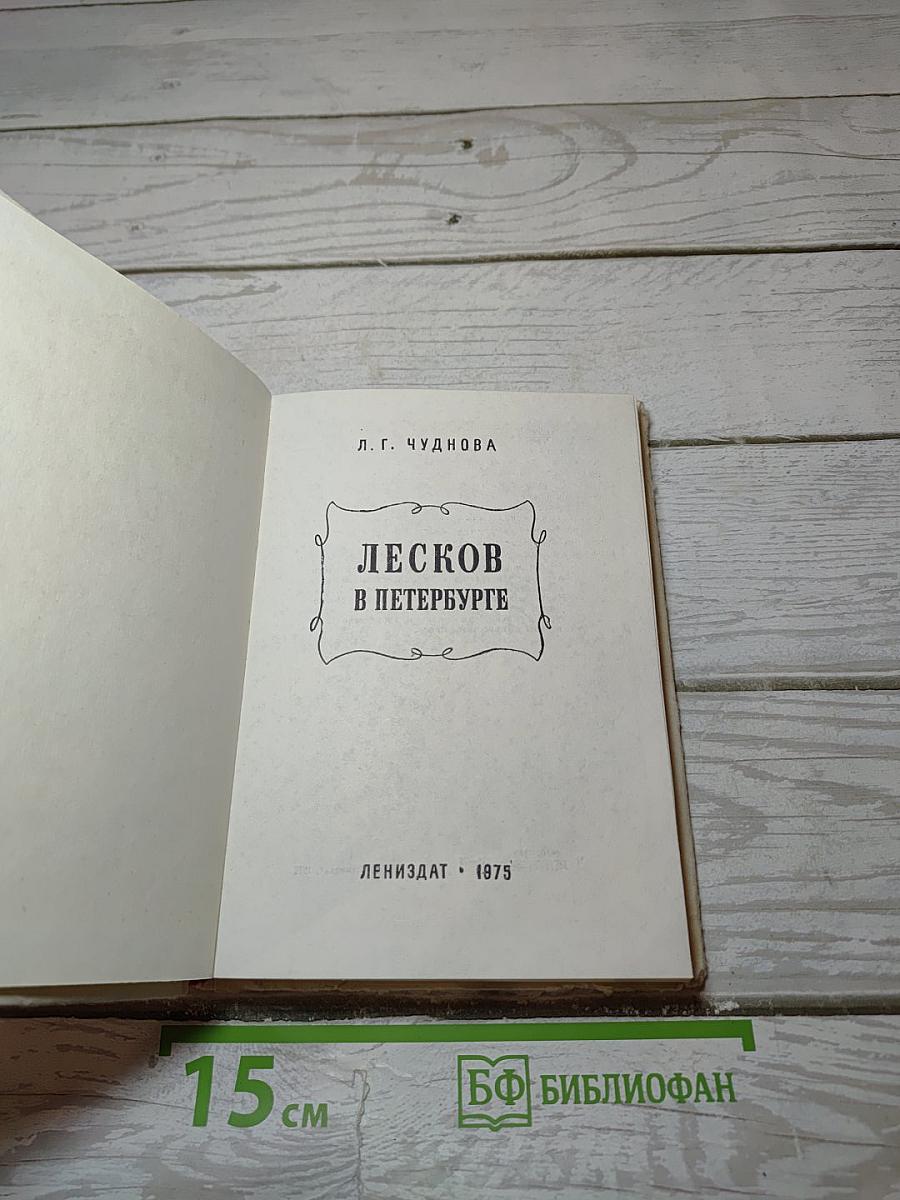 Л. Г. ЧУДНОВА
ЛЕСКОВ
В ПЕТЕРБУРГЕ
ЛЕНИЗДАТ • 1975
15 см
БФ БИБЛИОФАН